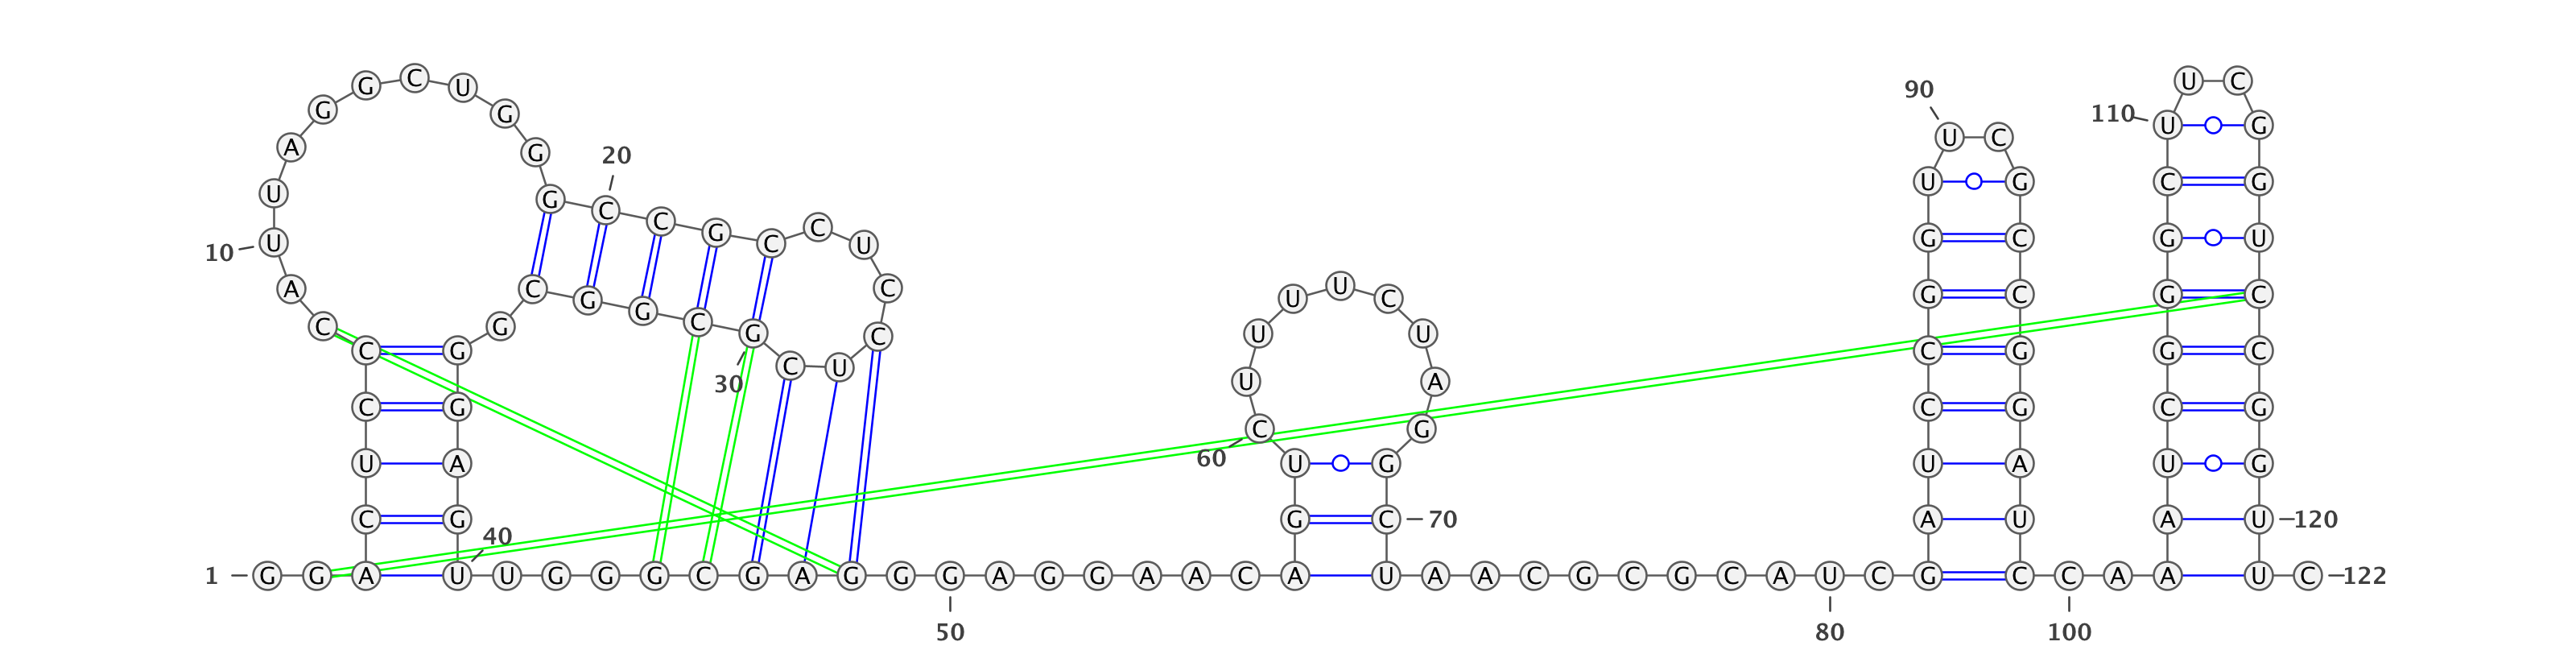 1 G G A C U C C C A U
10
U A G G C U G G G C
20
C G C C U C C U C G
30
C G G C G G G A G U
40
U G G G C G A G G G
50
A G G A A C A G U C
60
U U U U C U A G G C
70
U A A C G C G C A U
80
C G A U C C G G U U
90
C G C C G G A U C C
100
A A A U C G G G C U
110
U C G G U C C G G U
120
U C
122